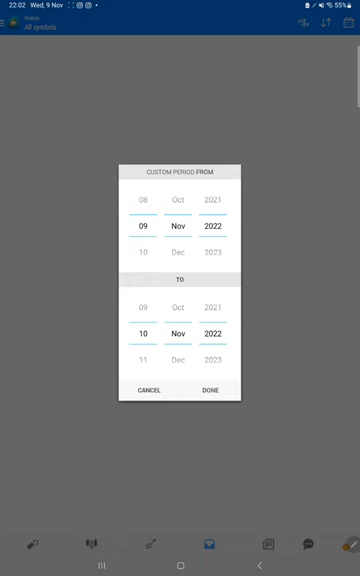 22:02 Wed, 9 Nov 55%
History
All symbols
CUSTOM PERIOD FROM
08 Oct 2021
09 Nov 2022
10 Dec 2023
TO
09 Oct 2021
10 Nov 2022
11 Dec 2023
CANCEL DONE